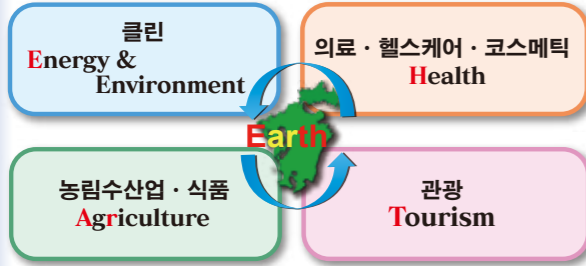 클린
Energy &
Environment
의료 · 헬스케어 · 코스메틱
Health
Earth
농림수산업 · 식품
Agriculture
관광
Tourism